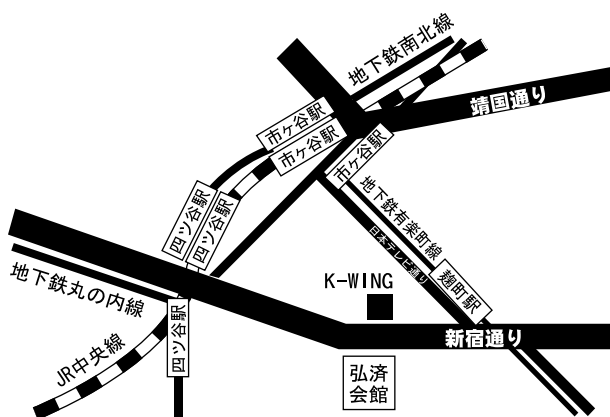 地下鉄南北線
靖国通り
市ヶ谷駅
市ヶ谷駅
市ヶ谷駅
四ツ谷駅
四ツ谷駅
地下鉄有楽町線
日本テレビ通り
麹町駅
地下鉄丸の内線
K-WING
四ツ谷駅
新宿通り
JR中央線
弘済
会館